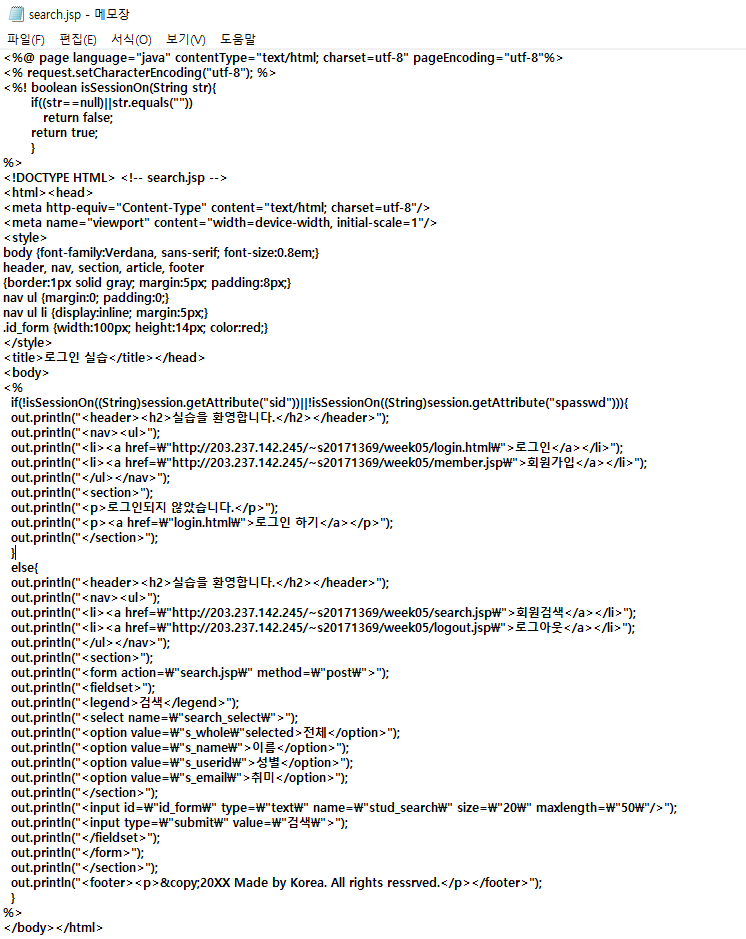 search.jsp - 메모장
파일(F) 편집(E) 서식(O) 보기(V) 도움말
<%@ page language="java" contentType="text/html; charset=utf-8" pageEncoding="utf-8"%>
<% request.setCharacterEncoding("utf-8"); %>
<%! boolean isSessionOn(String str){
if((str==null)||str.equals(""))
return false;
return true;
}
%>
<!DOCTYPE HTML> <!-- search.jsp -->
<html><head>
<meta http-equiv="Content-Type" content="text/html; charset=utf-8"/>
<meta name="viewport" content="width=device-width, initial-scale=1"/>
<style>
body {font-family:Verdana, sans-serif; font-size:0.8em;}
header, nav, section, article, footer
{border:1px solid gray; margin:5px; padding:8px;}
nav ul {margin:0; padding:0;}
nav ul li {display:inline; margin:5px;}
.id_form {width:100px; height:14px; color:red;}
</style>
<title>로그인 실습</title></head>
<body>
<%
if(!isSessionOn((String)session.getAttribute("sid"))||!isSessionOn((String)session.getAttribute("spasswd"))){
out.println("<header><h2>실습을 환영합니다.</h2></header>");
out.println("<nav><ul>");
out.println("<li><a href=₩"http://203.237.142.245/~s20171369/week05/login.html₩">로그인</a></li>");
out.println("<li><a href=₩"http://203.237.142.245/~s20171369/week05/member.jsp₩">회원가입</a></li>");
out.println("</ul></nav>");
out.println("<section>");
out.println("<p>로그인되지 않았습니다.</p>");
out.println("<p><a href=₩"login.html₩">로그인 하기</a></p>");
out.println("</section>");
}
else{
out.println("<header><h2>실습을 환영합니다.</h2></header>");
out.println("<nav><ul>");
out.println("<li><a href=₩"http://203.237.142.245/~s20171369/week05/search.jsp₩">회원검색</a></li>");
out.println("<li><a href=₩"http://203.237.142.245/~s20171369/week05/logout.jsp₩">로그아웃</a></li>");
out.println("</ul></nav>");
out.println("<section>");
out.println("<form action=₩"search.jsp₩" method=₩"post₩">");
out.println("<fieldset>");
out.println("<legend>검색</legend>");
out.println("<select name=₩"search_select₩">");
out.println("<option value=₩"s_whole₩"selected>전체</option>");
out.println("<option value=₩"s_name₩">이름</option>");
out.println("<option value=₩"s_userid₩">성별</option>");
out.println("<option value=₩"s_email₩">취미</option>");
out.println("</section>");
out.println("<input id=₩"id_form₩" type=₩"text₩" name=₩"stud_search₩" size=₩"20₩" maxlength=₩"50₩"/>");
out.println("<input type=₩"submit₩" value=₩"검색₩">");
out.println("</fieldset>");
out.println("</form>");
out.println("</section>");
out.println("<footer><p>&copy;20XX Made by Korea. All rights ressrved.</p></footer>");
}
%>
</body></html>